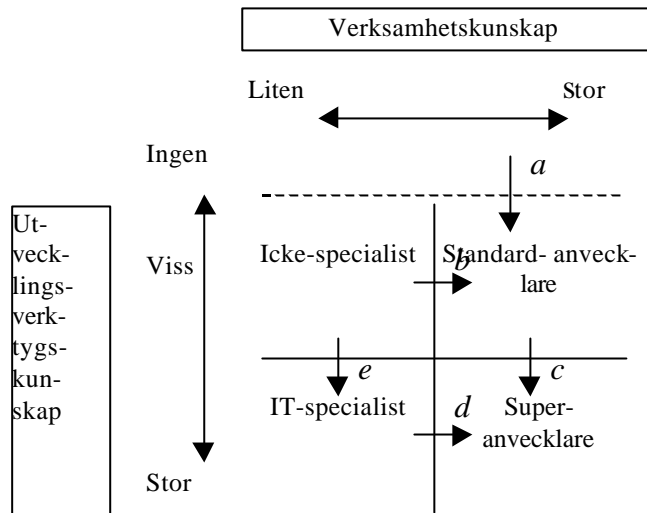 Verksamhetskunskap
Liten
Stor
Ingen
a
Ut-
veck-
lings-
verk-
tygs-
kun-
skap
Viss
Icke-specialist
b
Standard- anveck-
lare
e
c
IT-specialist
d
Super-
anvecklare
Stor